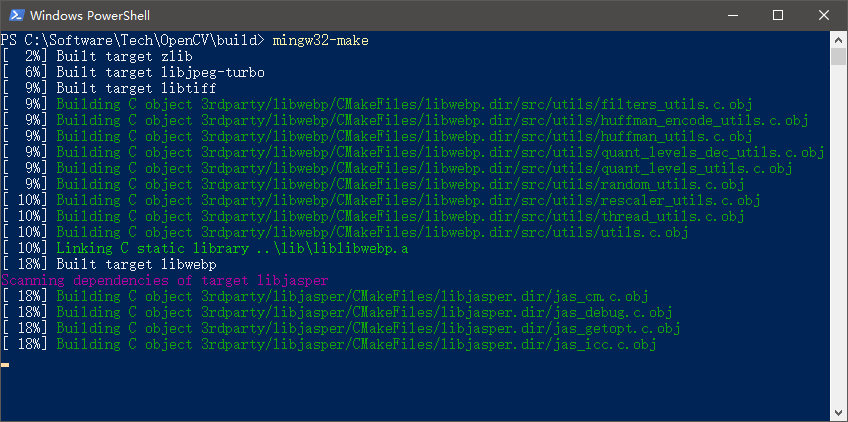 Windows PowerShell
PS C:\Software\Tech\OpenCV\build> mingw32-make
[  2%] Built target zlib
[  6%] Built target libjpeg-turbo
[  9%] Built target libtiff
[  9%] Building C object 3rdparty/libwebp/CMakeFiles/libwebp.dir/src/utils/filters_utils.c.obj
[  9%] Building C object 3rdparty/libwebp/CMakeFiles/libwebp.dir/src/utils/huffman_encode_utils.c.obj
[  9%] Building C object 3rdparty/libwebp/CMakeFiles/libwebp.dir/src/utils/huffman_utils.c.obj
[  9%] Building C object 3rdparty/libwebp/CMakeFiles/libwebp.dir/src/utils/quant_levels_dec_utils.c.obj
[  9%] Building C object 3rdparty/libwebp/CMakeFiles/libwebp.dir/src/utils/quant_levels_utils.c.obj
[  9%] Building C object 3rdparty/libwebp/CMakeFiles/libwebp.dir/src/utils/random_utils.c.obj
[ 10%] Building C object 3rdparty/libwebp/CMakeFiles/libwebp.dir/src/utils/rescaler_utils.c.obj
[ 10%] Building C object 3rdparty/libwebp/CMakeFiles/libwebp.dir/src/utils/thread_utils.c.obj
[ 10%] Building C object 3rdparty/libwebp/CMakeFiles/libwebp.dir/src/utils/utils.c.obj
[ 10%] Linking C static library ..\lib\liblibwebp.a
[ 18%] Built target libwebp
Scanning dependencies of target libjasper
[ 18%] Building C object 3rdparty/libjasper/CMakeFiles/libjasper.dir/jas_cm.c.obj
[ 18%] Building C object 3rdparty/libjasper/CMakeFiles/libjasper.dir/jas_debug.c.obj
[ 18%] Building C object 3rdparty/libjasper/CMakeFiles/libjasper.dir/jas_getopt.c.obj
[ 18%] Building C object 3rdparty/libjasper/CMakeFiles/libjasper.dir/jas_icc.c.obj